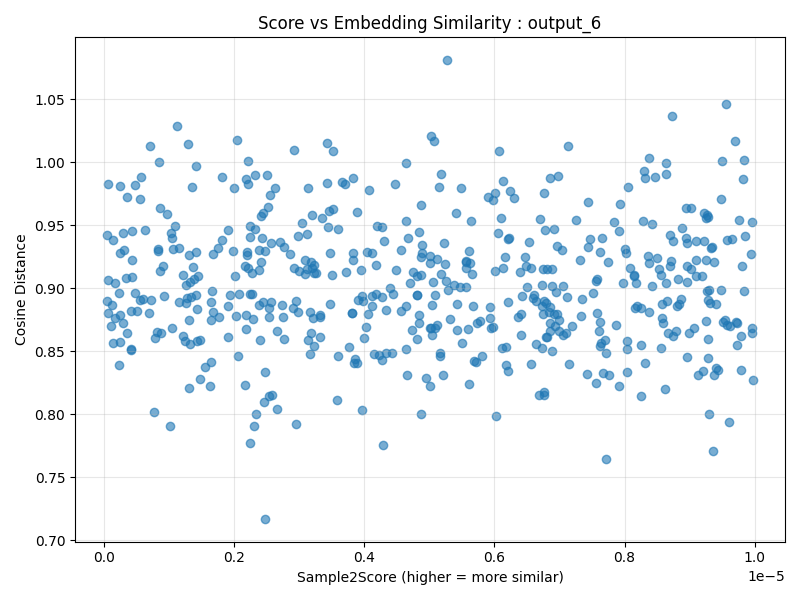 Score vs Embedding Similarity : output_6
1.05
1.00
0.95
0.90
0.85
0.80
0.75
0.70
Cosine Distance
0.0 0.2 0.4 0.6 0.8 1.0
1e−5
Sample2Score (higher = more similar)